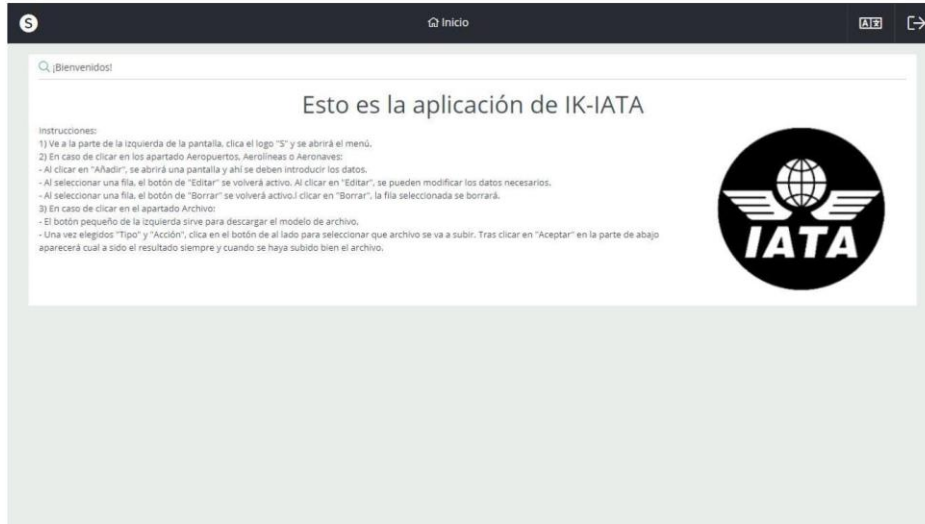 S
Inicio
A文
¡Bienvenidos!
Esto es la aplicación de IK-IATA
Instrucciones:
1) Ve a la parte de la izquierda de la pantalla, clica el logo "S" y se abrirá el menú.
2) En caso de clicar en los apartado Aeropuertos, Aerolíneas o Aeronaves:
- Al clicar en "Añadir", se abrirá una pantalla y ahí se deben introducir los datos.
- Al seleccionar una fila, el botón de "Editar" se volverá activo. Al clicar en "Editar", se pueden modificar los datos necesarios.
- Al seleccionar una fila, el botón de "Borrar" se volverá activo.l clicar en "Borrar", la fila seleccionada se borrará.
3) En caso de clicar en el apartado Archivo:
- El botón pequeño de la izquierda sirve para descargar el modelo de archivo.
- Una vez elegidos "Tipo" y "Acción", clica en el botón de al lado para seleccionar que archivo se va a subir. Tras clicar en "Aceptar" en la parte de abajo
aparecerá cual a sido el resultado siempre y cuando se haya subido bien el archivo.
IATA